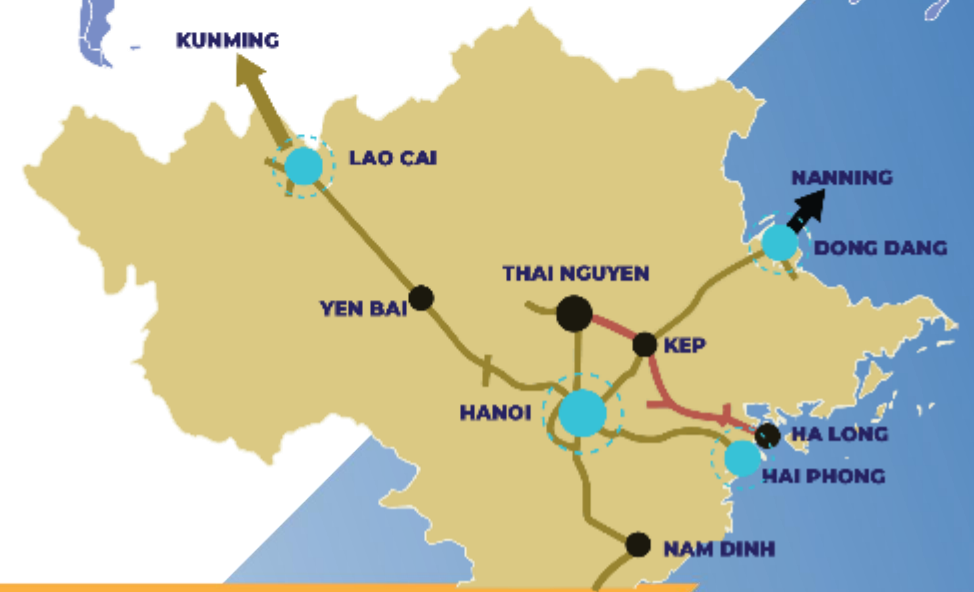 KUNMING
LAO CAI
NANNING
DONG DANG
THAI NGUYEN
YEN BAI
KEP
HANOI
HA LONG
HAI PHONG
NAM DINH